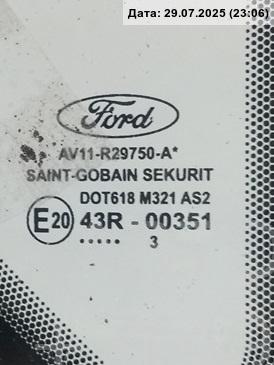 Дата: 29.07.2025 (23:06)
Ford
AV11-R29750-A*
SAINT-GOBAIN SEKURIT
DOT618 M321 AS2
E20 43R - 00351
..... 3